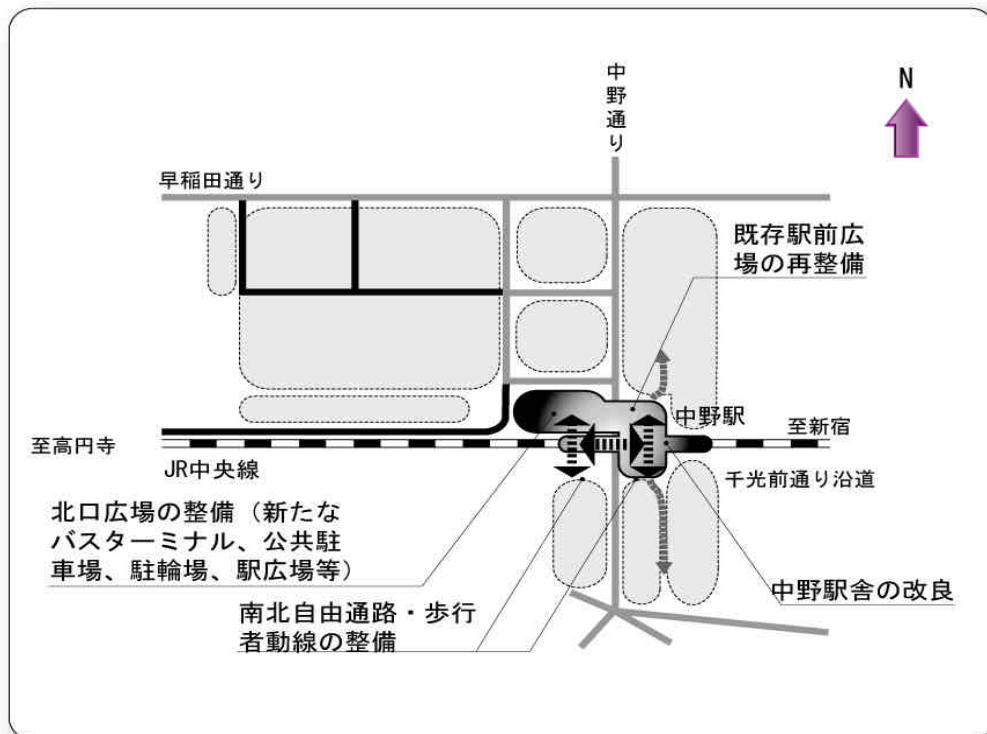 中野通り
N
早稲田通り
既存駅前広
場の再整備
中野駅
至新宿
至高円寺
JR中央線
千光前通り沿道
北口広場の整備（新たな
バスターミナル、公共駐
車場、駐輪場、駅広場等）
中野駅舎の改良
南北自由通路・歩行
者動線の整備